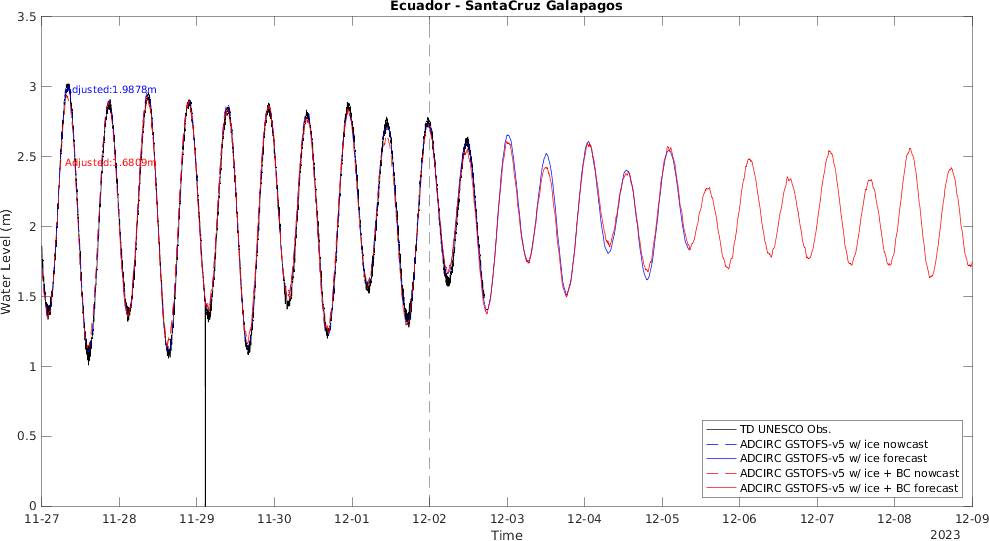 Ecuador - SantaCruz Galapagos
3.5
3
2.5
2
1.5
1
0.5
0
Water Level (m)
Adjusted:1.9878m
Adjusted:1.6809m
TD UNESCO Obs.
ADCIRC GSTOFS-v5 w/ ice nowcast
ADCIRC GSTOFS-v5 w/ ice forecast
ADCIRC GSTOFS-v5 w/ ice + BC nowcast
ADCIRC GSTOFS-v5 w/ ice + BC forecast
11-27 11-28 11-29 11-30 12-01 12-02 12-03 12-04 12-05 12-06 12-07 12-08 12-09
Time
2023